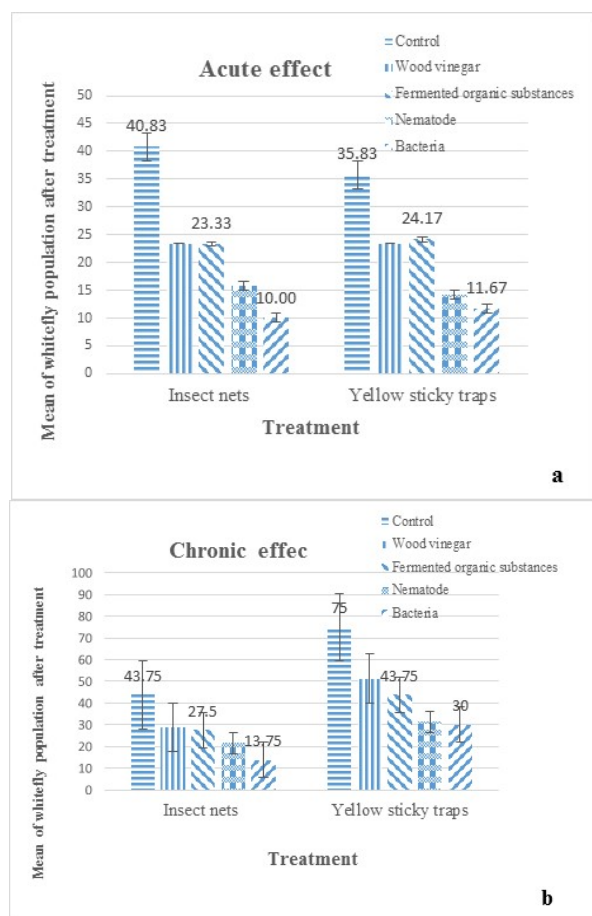 Acute effect
Control
Wood vinegar
Fermented organic substances
Nematode
Bacteria
Mean of whitefly population after treatment
50
45
40
35
30
25
20
15
10
5
0
40.83
23.33
10.00
35.83
24.17
11.67
Insect nets
Yellow sticky traps
Treatment
a
Chronic effec
Control
Wood vinegar
Fermented organic substances
Nematode
Bacteria
Mean of whitefly population after treatment
100
90
80
70
60
50
40
30
20
10
0
43.75
27.5
13.75
75
43.75
30
Insect nets
Yellow sticky traps
Treatment
b